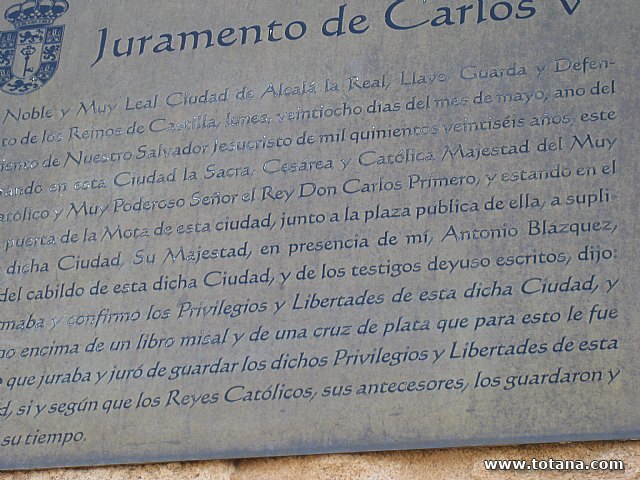 Juramento de Carlos V
Noble y Muy Leal Ciudad de Alcalá la Real, Llave, Guarda y Defen-
to de los Reinos de Castilla, lunes, veintiocho días del mes de mayo, año del
Nuestro Salvador Jesucristo de mil quinientos veintiséis años, este
ando en esta Ciudad la Sacra, Cesárea y Católica Majestad del Muy
atólico y Muy Poderoso Señor el Rey Don Carlos Primero, y estando en el
puerta de la Mota de esta ciudad, junto a la plaza pública de ella, a supli-
dicha Ciudad, Su Majestad, en presencia de mí, Antonio Blázquez,
del cabildo de esta dicha Ciudad, y de los testigos deyuso escritos, dijo:
maba y confirmó los Privilegios y Libertades de esta dicha Ciudad, y
no encima de un libro misal y de una cruz de plata que para esto le fue
que juraba y juró de guardar los dichos Privilegios y Libertades de esta
d, si y según que los Reyes Católicos, sus antecesores, los guardaron y
su tiempo.
www.totana.com